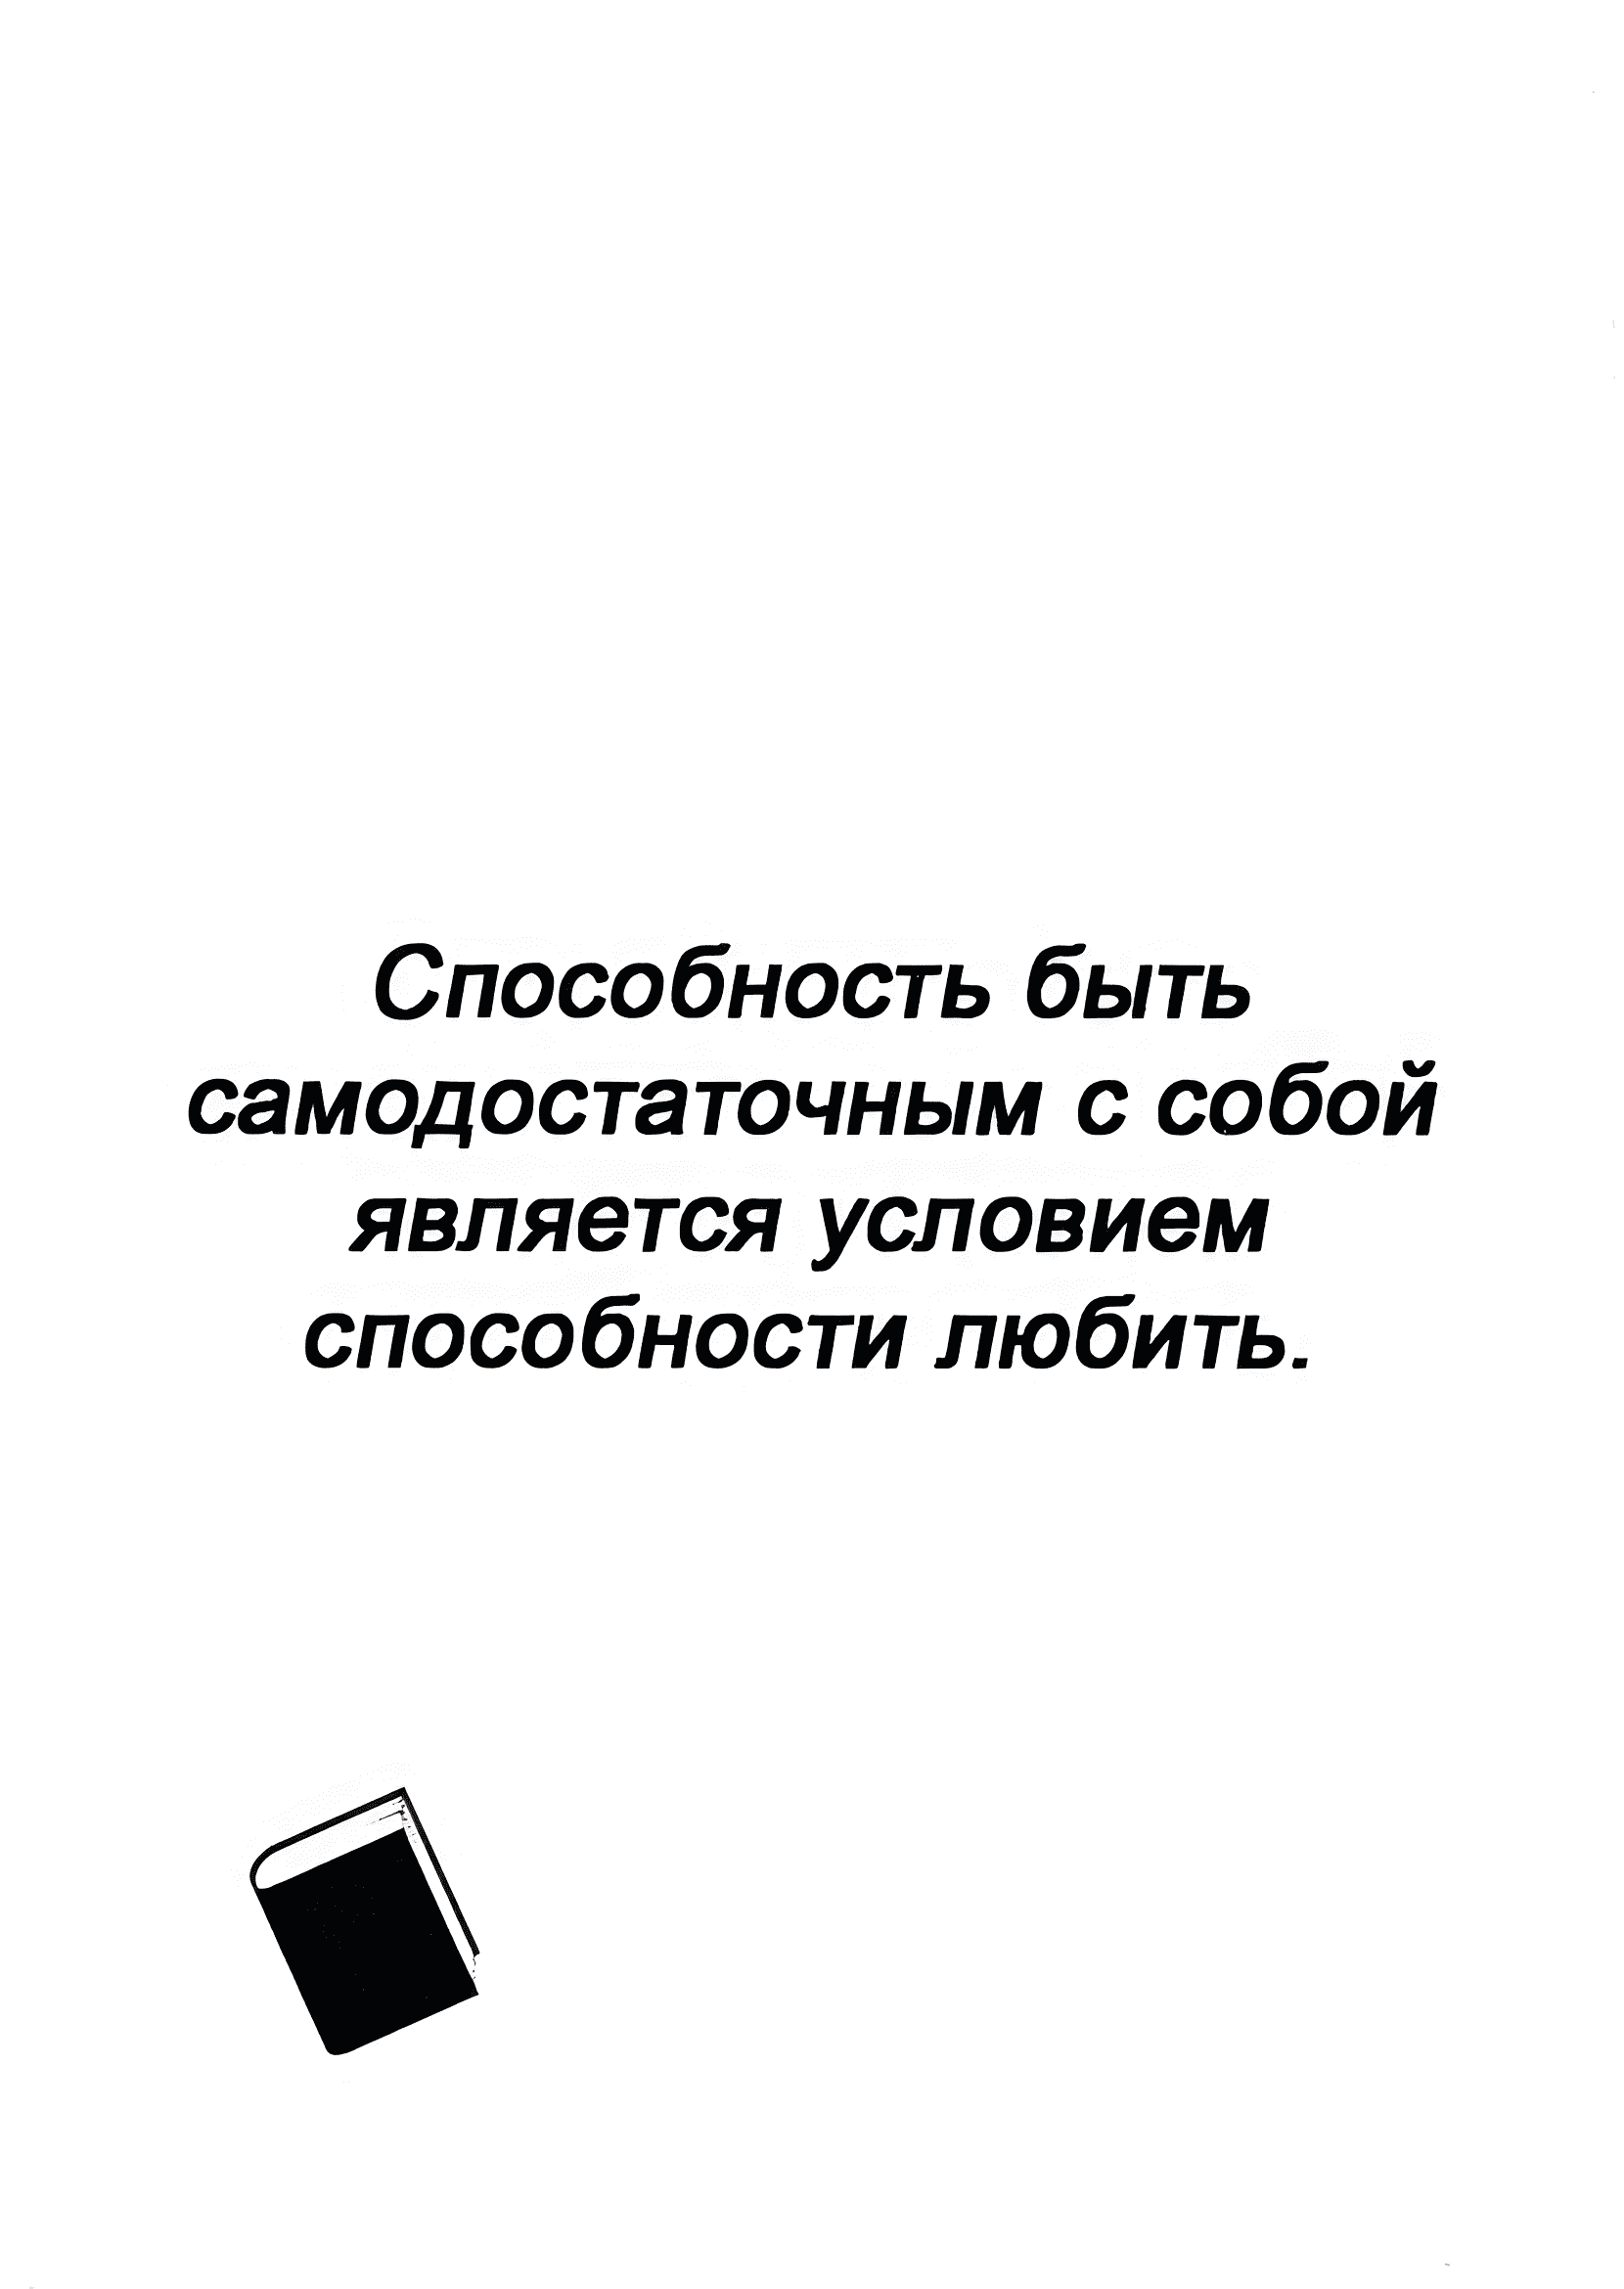 Способность быть
самодостаточным с собой
является условием
способности любить.